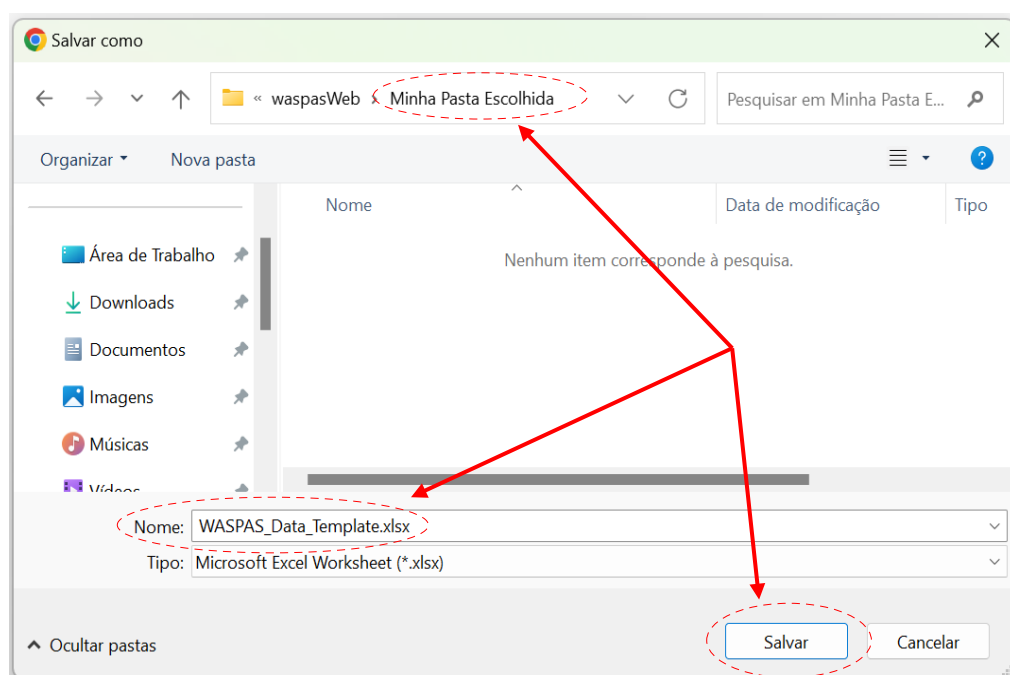 Salvar como
« waspasWeb › Minha Pasta Escolhida
Pesquisar em Minha Pasta E...
Organizar
Nova pasta
?
Nome
Data de modificação
Tipo
Nenhum item corresponde à pesquisa.
Área de Trabalho
Downloads
Documentos
Imagens
Músicas
Vídeos
Nome: WASPAS_Data_Template.xlsx
Tipo: Microsoft Excel Worksheet (*.xlsx)
Ocultar pastas
Salvar
Cancelar